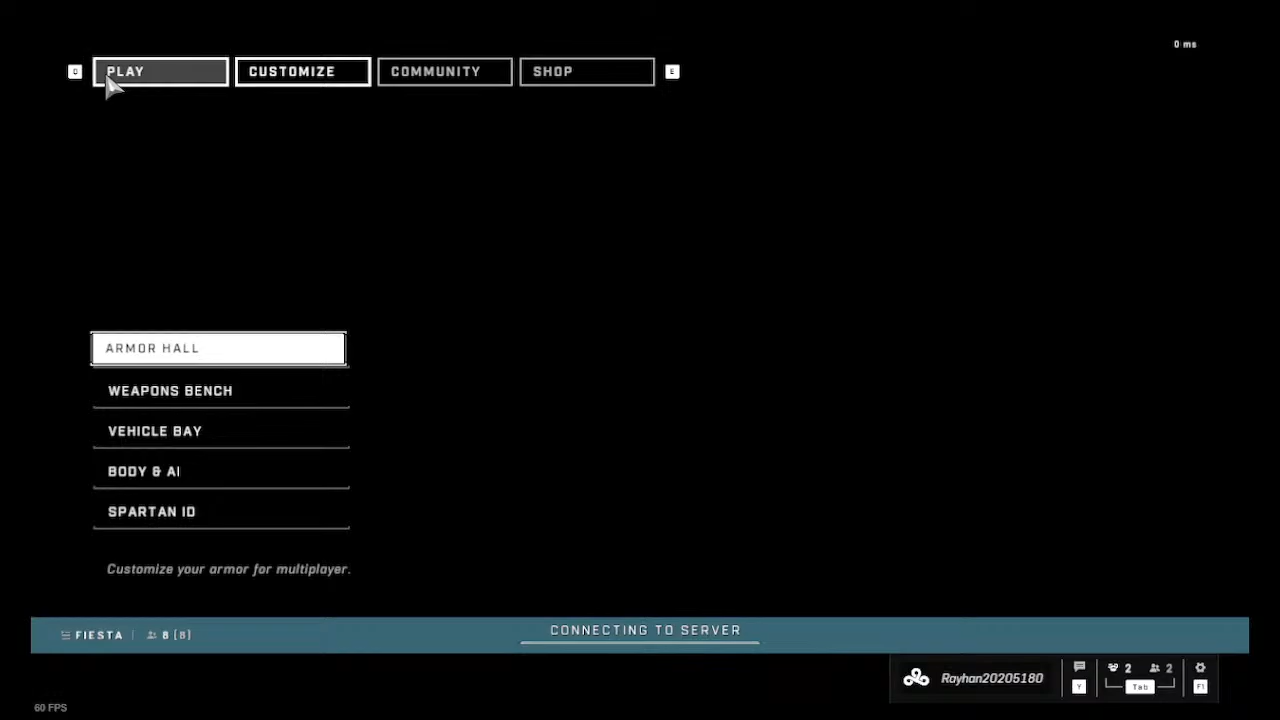 0 ms
Q PLAY CUSTOMIZE COMMUNITY SHOP E
ARMOR HALL
WEAPONS BENCH
VEHICLE BAY
BODY & AI
SPARTAN ID
Customize your armor for multiplayer.
FIESTA 8 [8] CONNECTING TO SERVER
Rayhan20205180 2 2
Y Tab F1
60 FPS